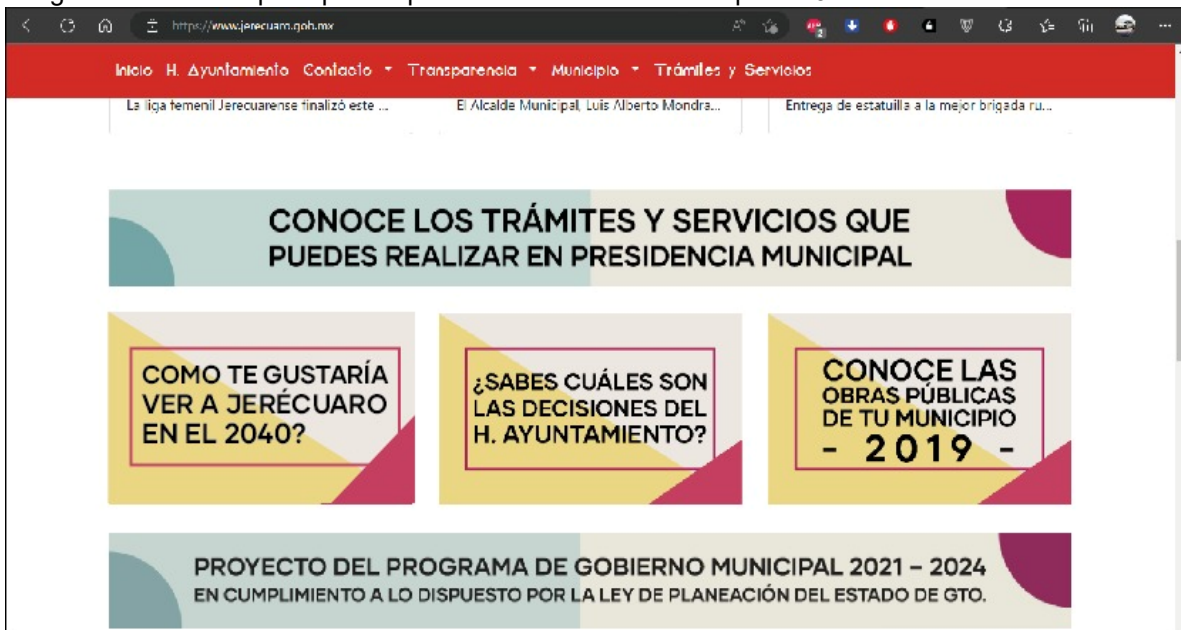 https://www.jerecuaro.gob.mx
2
Inicio H. Ayuntamiento Contacto Transparencia Municipio Trámites y Servicios
La liga femenil Jerecuarense finalizó este ... El Alcalde Municipal, Luis Alberto Mondra... Entrega de estatuilla a la mejor brigada ru...
CONOCE LOS TRÁMITES Y SERVICIOS QUE
PUEDES REALIZAR EN PRESIDENCIA MUNICIPAL
COMO TE GUSTARÍA
VER A JERÉCUARO
EN EL 2040?
¿SABES CUÁLES SON
LAS DECISIONES DEL
H. AYUNTAMIENTO?
CONOCE LAS
OBRAS PÚBLICAS
DE TU MUNICIPIO
- 2019 -
PROYECTO DEL PROGRAMA DE GOBIERNO MUNICIPAL 2021 – 2024
EN CUMPLIMIENTO A LO DISPUESTO POR LA LEY DE PLANEACIÓN DEL ESTADO DE GTO.